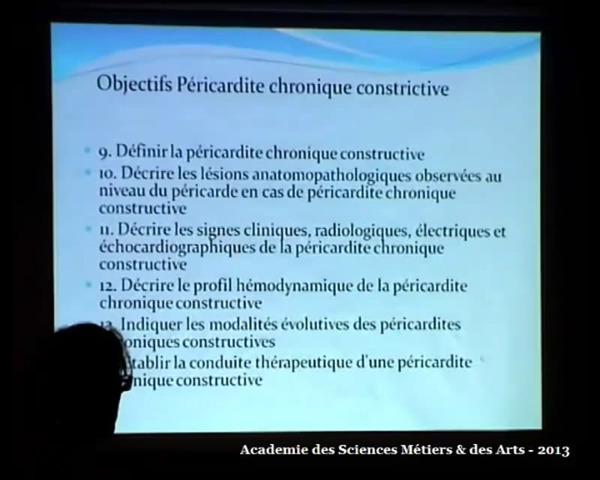 Objectifs Péricardite chronique constrictive
9. Définir la péricardite chronique constructive
10. Décrire les lésions anatomopathologiques observées au
niveau du péricarde en cas de péricardite chronique
constructive
11. Décrire les signes cliniques, radiologiques, électriques et
échocardiographiques de la péricardite chronique
constructive
12. Décrire le profil hémodynamique de la péricardite
chronique constructive
Indiquer les modalités évolutives des péricardites
constructives
la conduite thérapeutique d'une péricardite
constructive
Academie des Sciences Métiers & des Arts - 2013